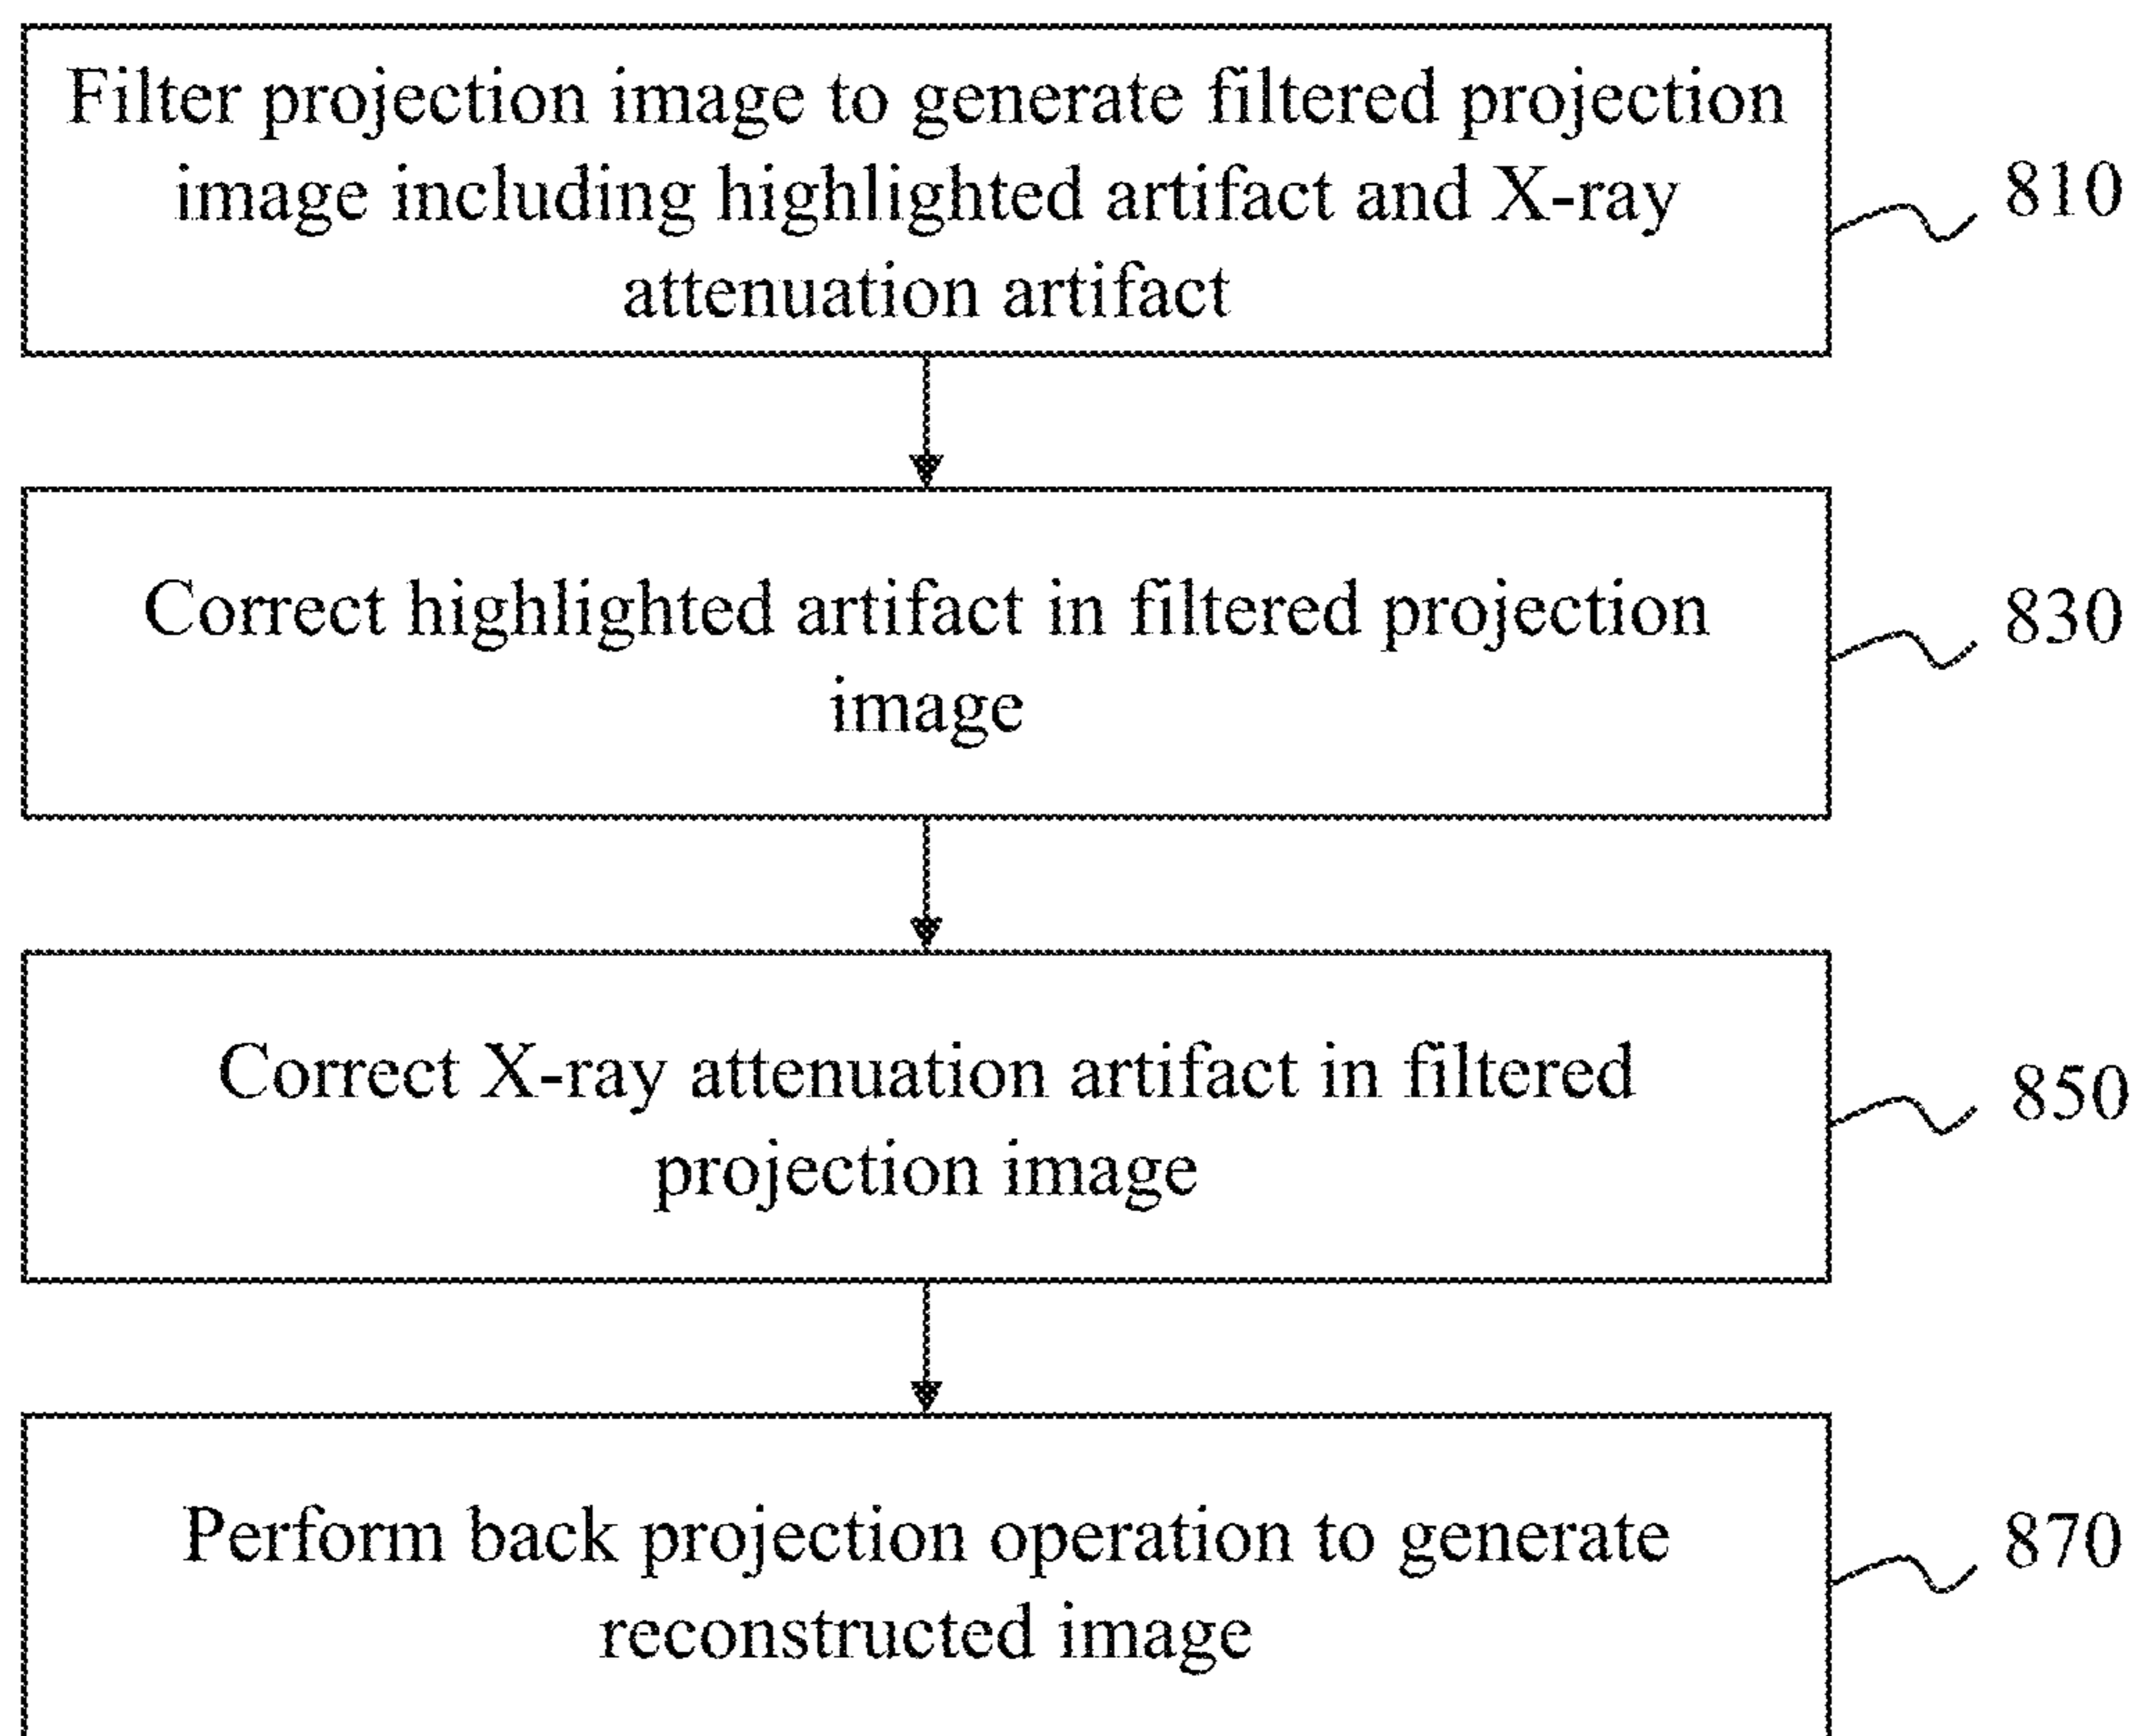 Filter projection image to generate filtered projection
image including highlighted artifact and X-ray
attenuation artifact
810
Correct highlighted artifact in filtered projection
image
830
Correct X-ray attenuation artifact in filtered
projection image
850
Perform back projection operation to generate
reconstructed image
870